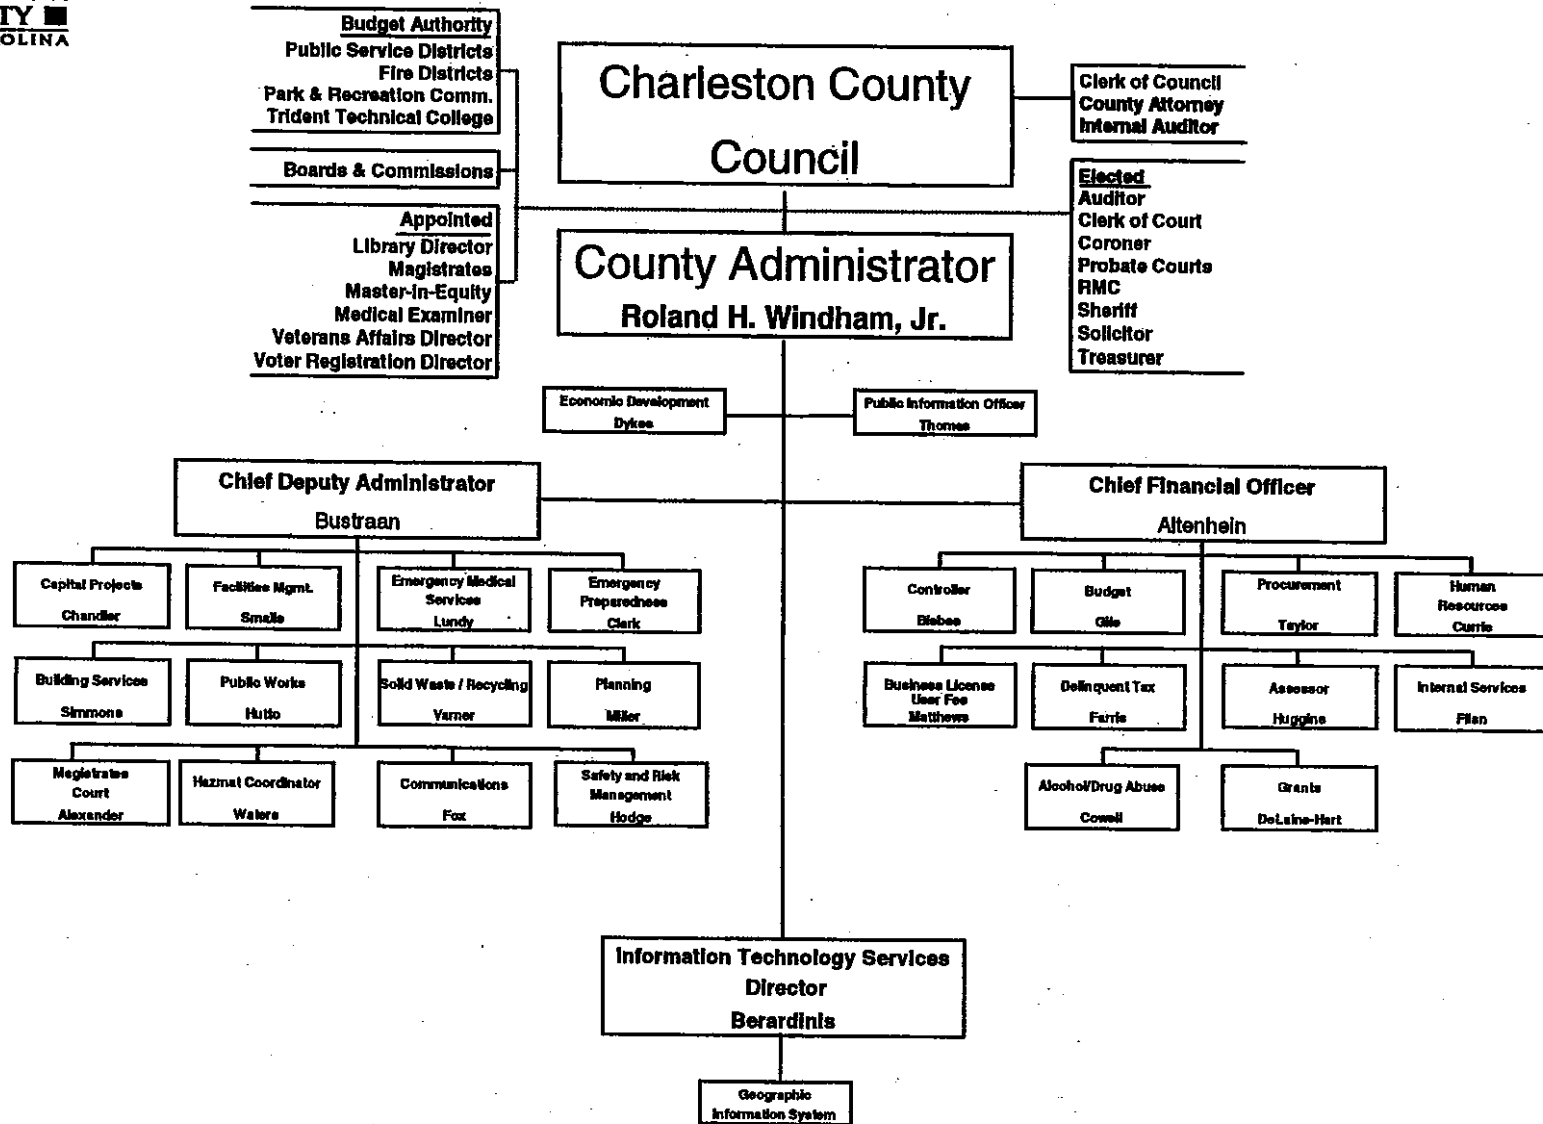 TY
OLINA
Budget Authority
Public Service Districts
Fire Districts
Park & Recreation Comm.
Trident Technical College
Boards & Commissions
Appointed
Library Director
Magistrates
Master-in-Equity
Medical Examiner
Veterans Affairs Director
Voter Registration Director
Charleston County
Council
Clerk of Council
County Attorney
Internal Auditor
Elected
Auditor
Clerk of Court
Coroner
Probate Courts
RMC
Sheriff
Solicitor
Treasurer
County Administrator
Roland H. Windham, Jr.
Economic Development
Dykes
Public Information Officer
Thomas
Chief Deputy Administrator
Bustraan
Chief Financial Officer
Altenhein
Capital Projects
Chandler
Facilities Mgmt.
Smalls
Emergency Medical
Services
Lundy
Emergency
Preparedness
Clark
Controller
Bisbee
Budget
Gile
Procurement
Taylor
Human
Resources
Currie
Building Services
Simmons
Public Works
Hutto
Solid Waste / Recycling
Varner
Planning
Miller
Business License
User Fee
Matthews
Delinquent Tax
Farris
Assessor
Huggins
Internal Services
Filan
Magistrates
Court
Alexander
Hazmat Coordinator
Waters
Communications
Fox
Safety and Risk
Management
Hodge
Alcohol/Drug Abuse
Cowell
Grants
DeLaine-Hart
Information Technology Services
Director
Berardinis
Geographic
Information System